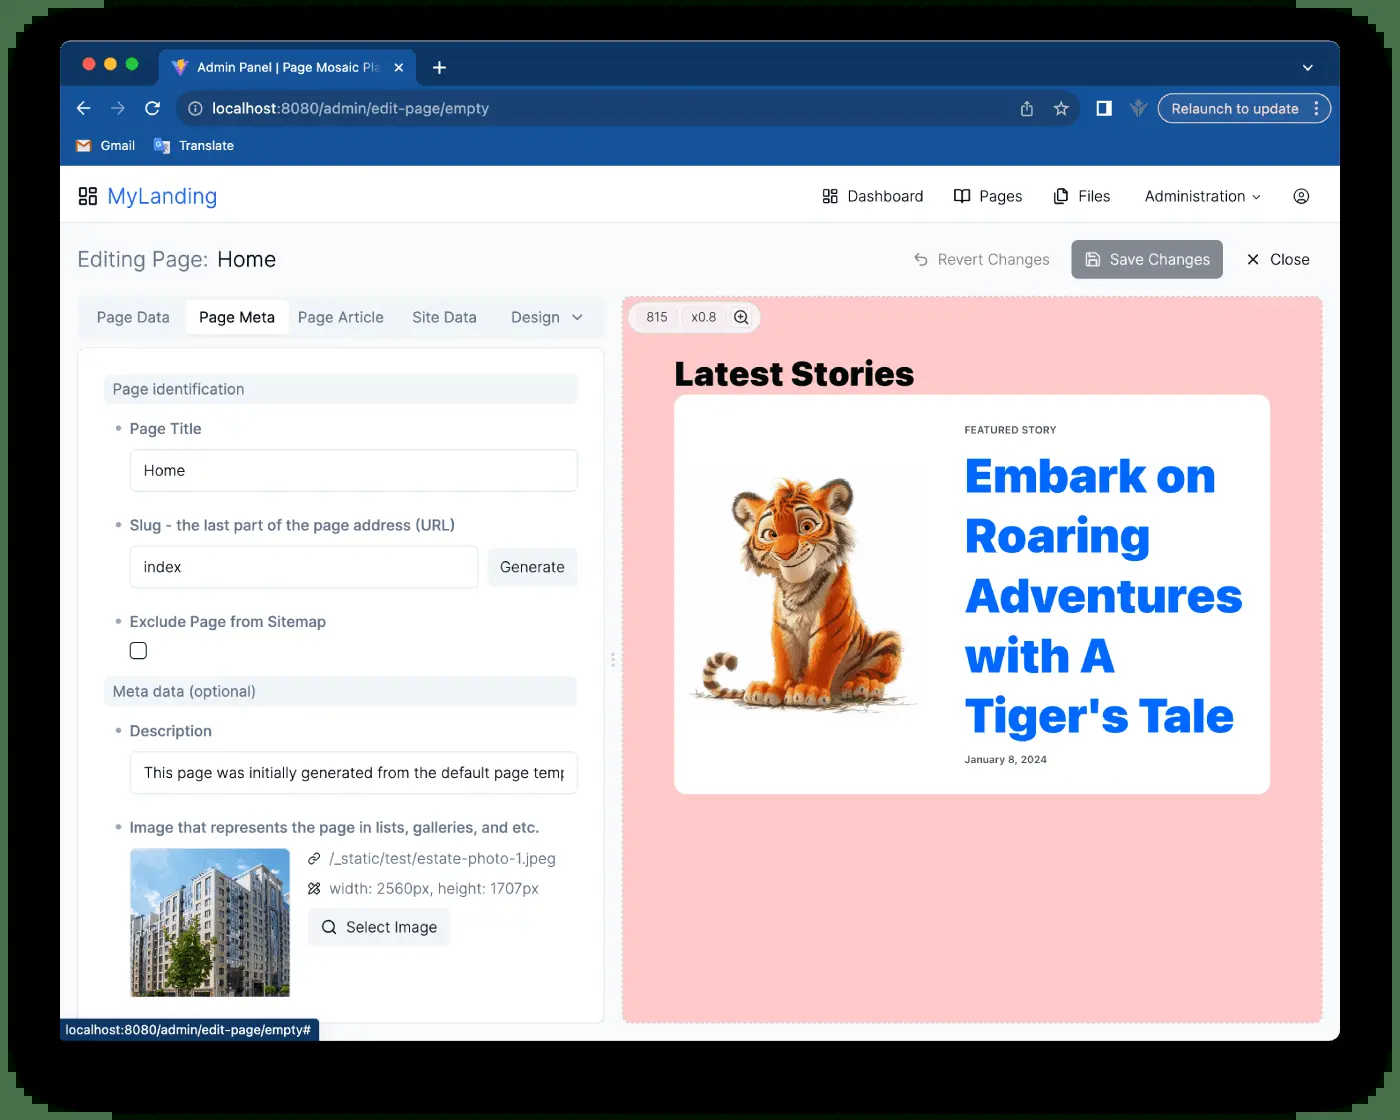 Admin Panel | Page Mosaic Pla
localhost:8080/admin/edit-page/empty
Relaunch to update
Gmail
Translate
MyLanding
Dashboard
Pages
Files
Administration
Editing Page: Home
Revert Changes
Save Changes
Close
Page Data
Page Meta
Page Article
Site Data
Design
Page identification
Page Title
Home
Slug - the last part of the page address (URL)
index
Generate
Exclude Page from Sitemap
Meta data (optional)
Description
This page was initially generated from the default page temp
Image that represents the page in lists, galleries, and etc.
/_static/test/estate-photo-1.jpeg
width: 2560px, height: 1707px
Select Image
localhost:8080/admin/edit-page/empty#
815
x0.8
Latest Stories
FEATURED STORY
Embark on
Roaring
Adventures
with A
Tiger's Tale
January 8, 2024